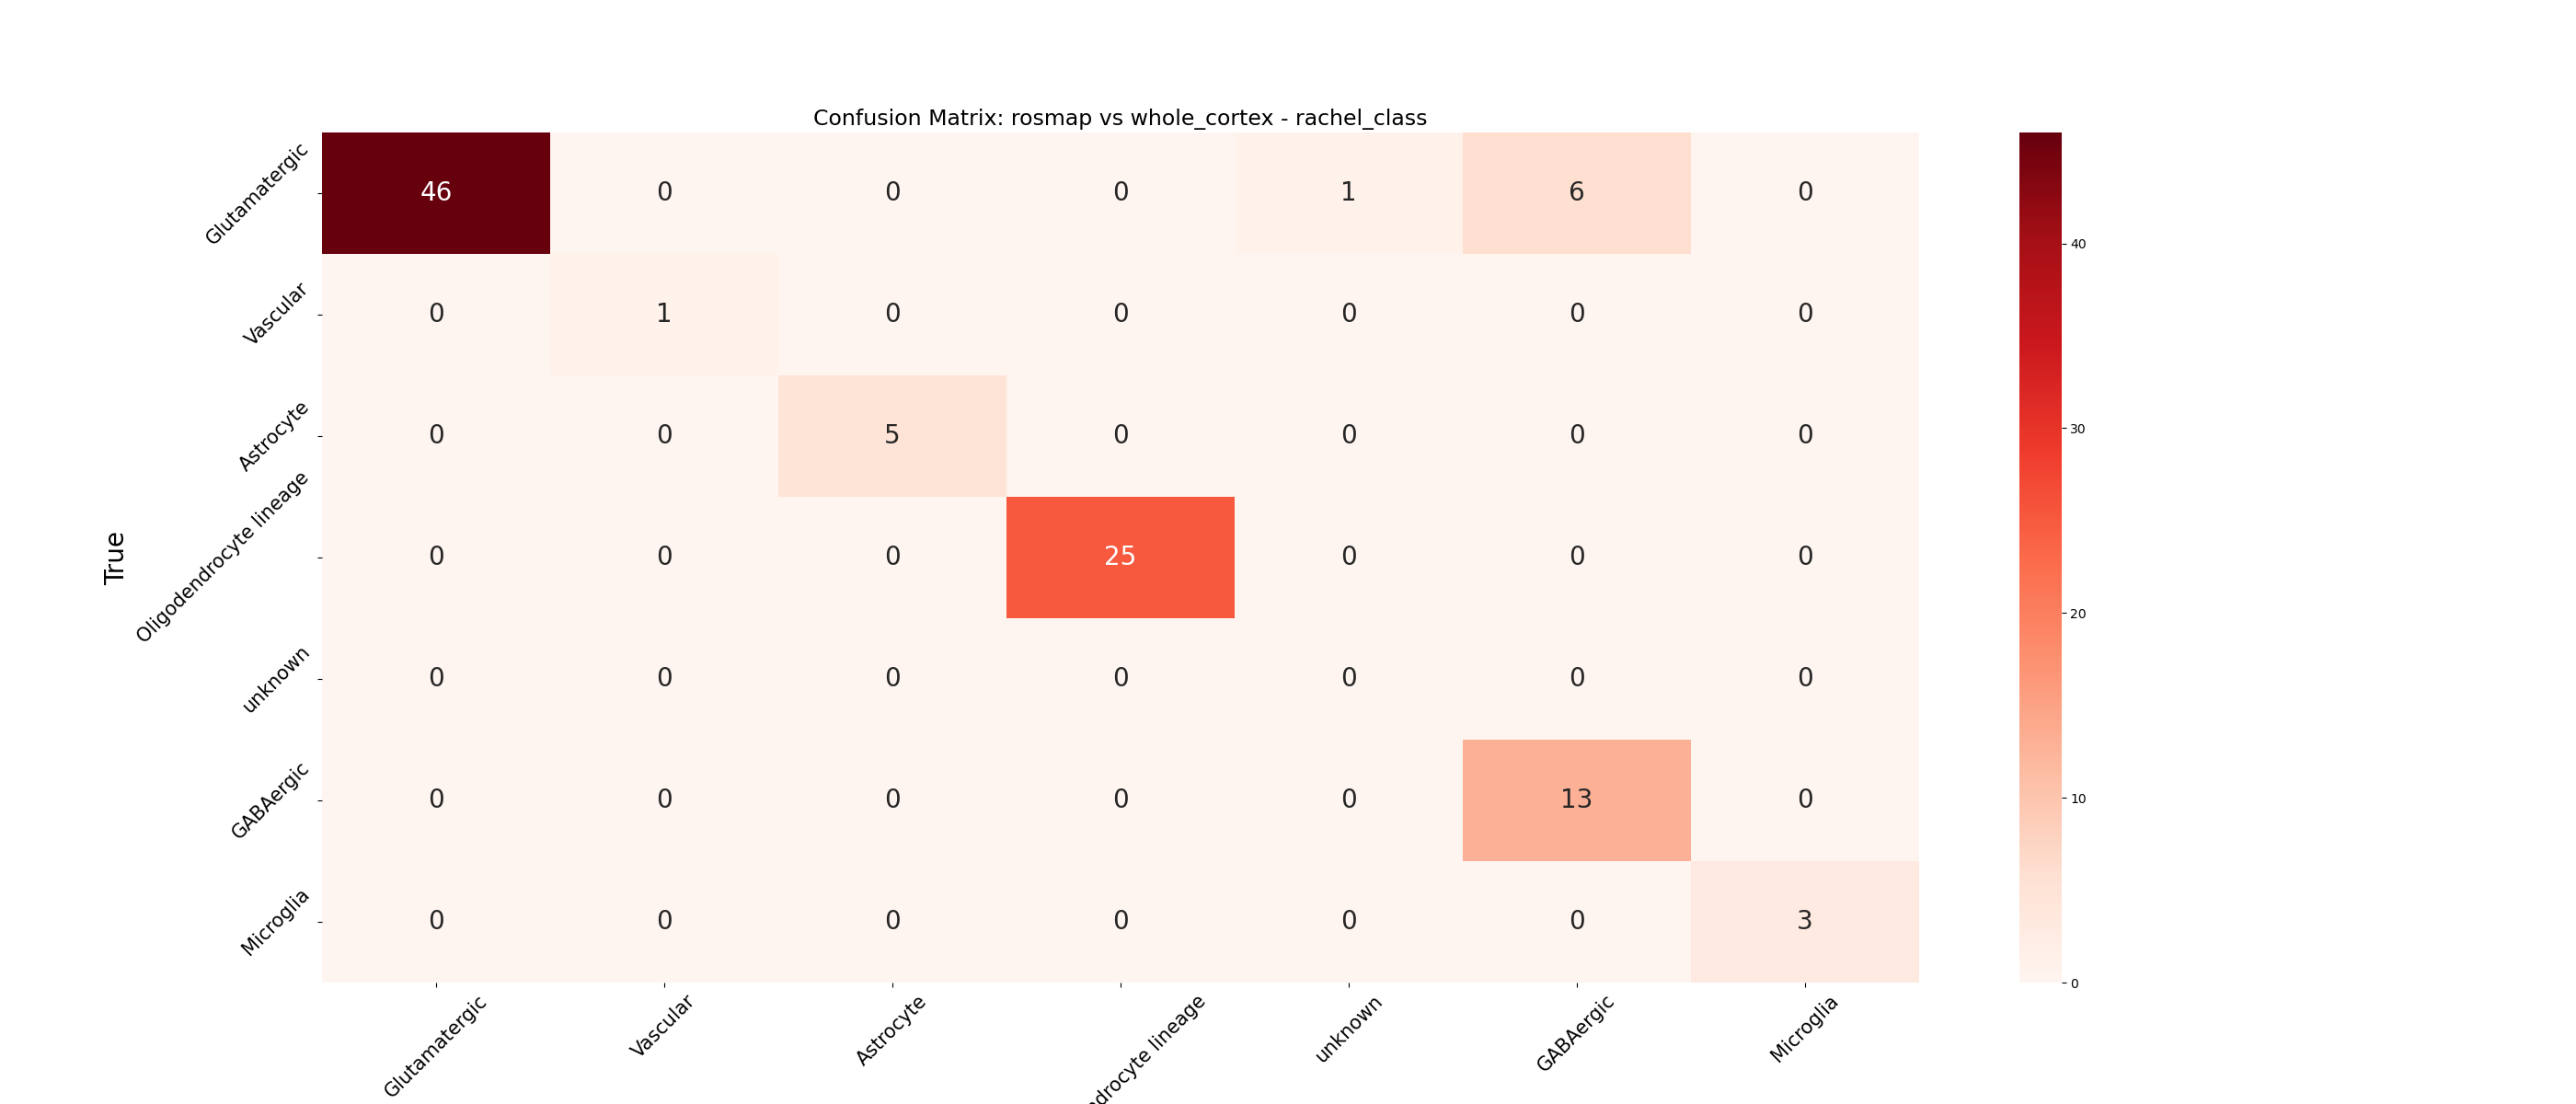 Confusion Matrix: rosmap vs whole_cortex - rachel_class
True
Glutamatergic 46 0 0 0 1 6 0
Vascular 0 1 0 0 0 0 0
Astrocyte 0 0 5 0 0 0 0
Oligodendrocyte lineage 0 0 0 25 0 0 0
unknown 0 0 0 0 0 0 0
GABAergic 0 0 0 0 0 13 0
Microglia 0 0 0 0 0 0 3
Glutamatergic Vascular Astrocyte drocyte lineage unknown GABAergic Microglia
40
30
20
10
0